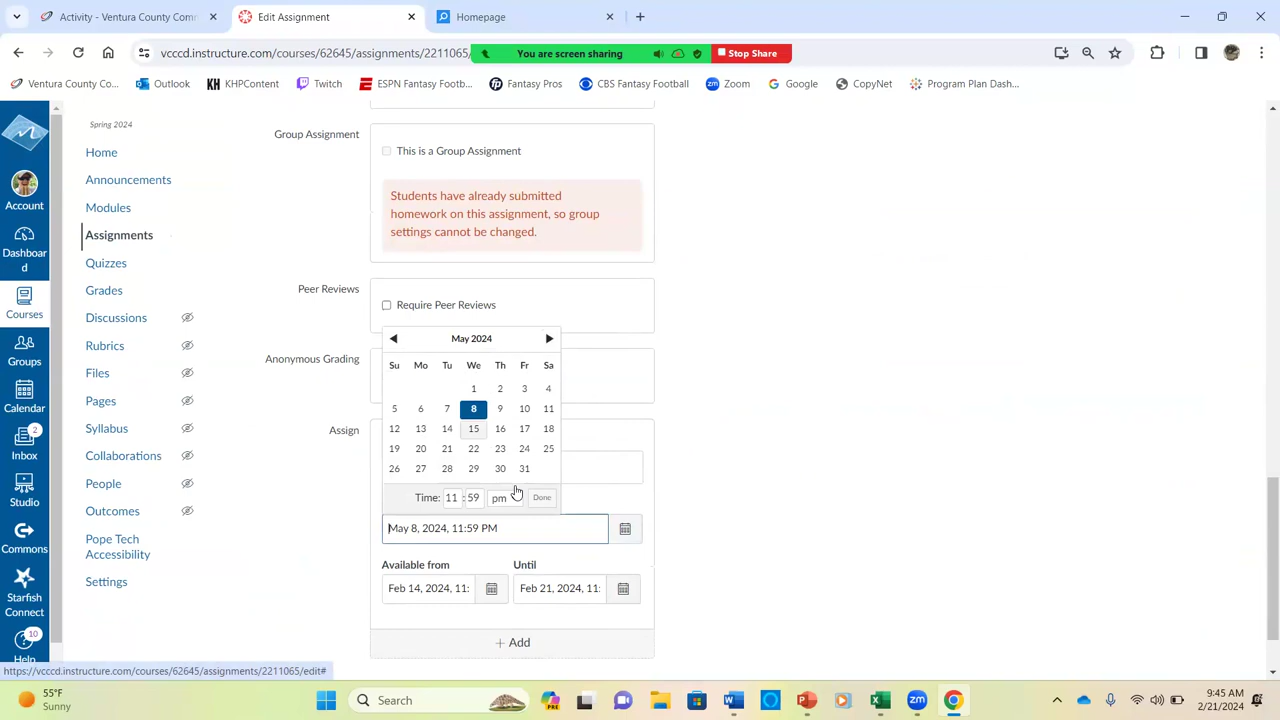 Activity - Ventura County Com
Edit Assignment
Homepage
vcccd.instructure.com/courses/62645/assignments/2211065/
You are screen sharing
Stop Share
Ventura County Co...
Outlook
KHPContent
Twitch
ESPN Fantasy Footb...
Fantasy Pros
CBS Fantasy Football
Zoom
Google
CopyNet
Program Plan Dash...
Account
Dashboar
d
Courses
Groups
Calendar
2
Inbox
Studio
Commons
Starfish
Connect
10
Help
Spring 2024
Home
Announcements
Modules
Assignments
Quizzes
Grades
Discussions
Rubrics
Files
Pages
Syllabus
Collaborations
People
Outcomes
Pope Tech
Accessibility
Settings
Group Assignment
This is a Group Assignment
Students have already submitted
homework on this assignment, so group
settings cannot be changed.
Peer Reviews
Require Peer Reviews
Anonymous Grading
Assign
May 2024
Su Mo Tu We Th Fr Sa
1 2 3 4
5 6 7 8 9 10 11
12 13 14 15 16 17 18
19 20 21 22 23 24 25
26 27 28 29 30 31
Time: 11 : 59 pm Done
May 8, 2024, 11:59 PM
Available from
Until
Feb 14, 2024, 11:
Feb 21, 2024, 11:
+ Add
https://vcccd.instructure.com/courses/62645/assignments/2211065/edit#
55°F
Sunny
Search
PRE
zm
9:45 AM
2/21/2024